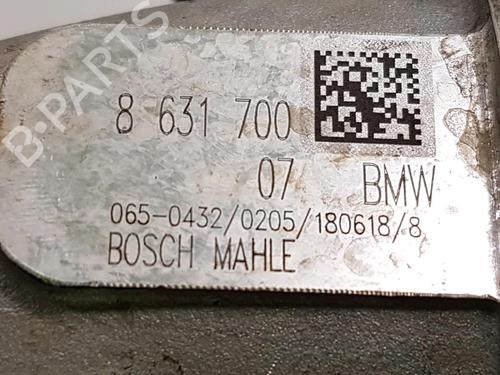 B-PARTS
8 631 700
07 BMW
065-0432/0205/180618/8
BOSCH MAHLE